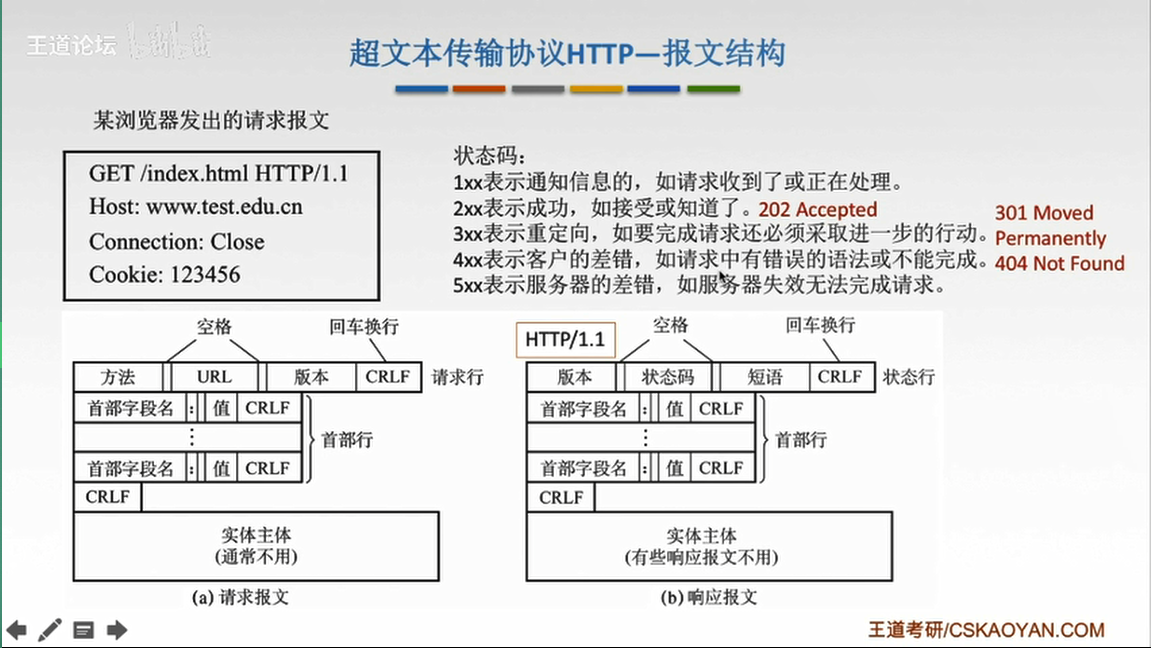 王道论坛 bilibili
超文本传输协议HTTP—报文结构
某浏览器发出的请求报文
GET /index.html HTTP/1.1
Host: www.test.edu.cn
Connection: Close
Cookie: 123456
状态码：
1xx表示通知信息的，如请求收到了或正在处理。
2xx表示成功，如接受或知道了。202 Accepted
3xx表示重定向，如要完成请求还必须采取进一步的行动。
4xx表示客户的差错，如请求中有错误的语法或不能完成。
5xx表示服务器的差错，如服务器失效无法完成请求。
301 Moved
Permanently
404 Not Found
空格 回车换行
方法 URL 版本 CRLF 请求行
首部字段名 : 值 CRLF
⋮
首部行
首部字段名 : 值 CRLF
CRLF
实体主体
(通常不用)
(a) 请求报文
HTTP/1.1
空格 回车换行
版本 状态码 短语 CRLF 状态行
首部字段名 : 值 CRLF
⋮
首部行
首部字段名 : 值 CRLF
CRLF
实体主体
(有些响应报文不用)
(b) 响应报文
王道考研/CSKAOYAN.COM